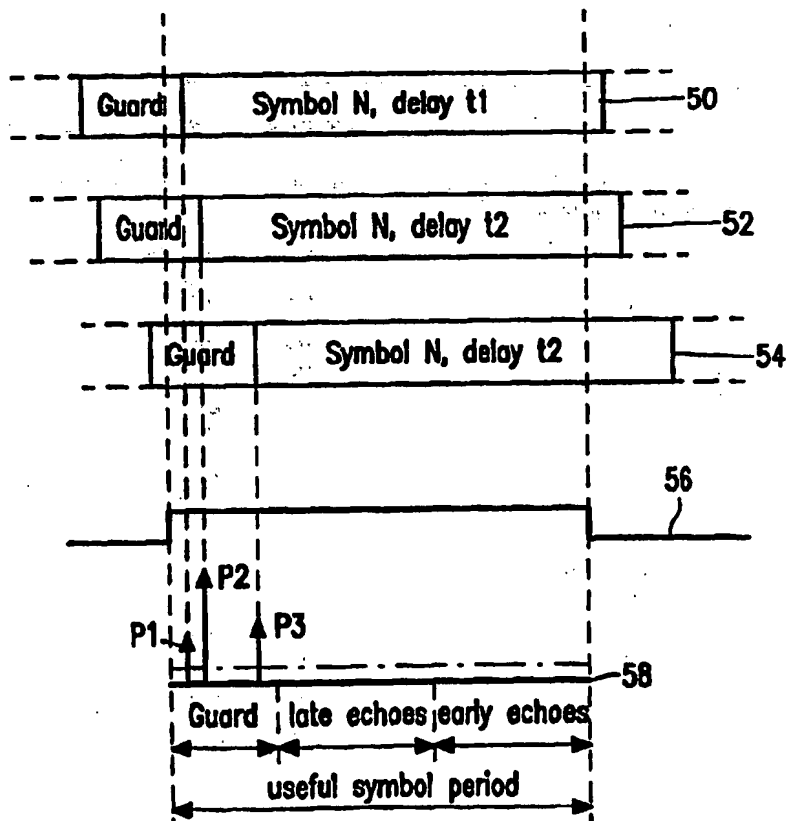 Guard Symbol N, delay t1 50
Guard Symbol N, delay t2 52
Guard Symbol N, delay t2 54
56
P2
P1 P3
58
Guard late echoes early echoes
useful symbol period